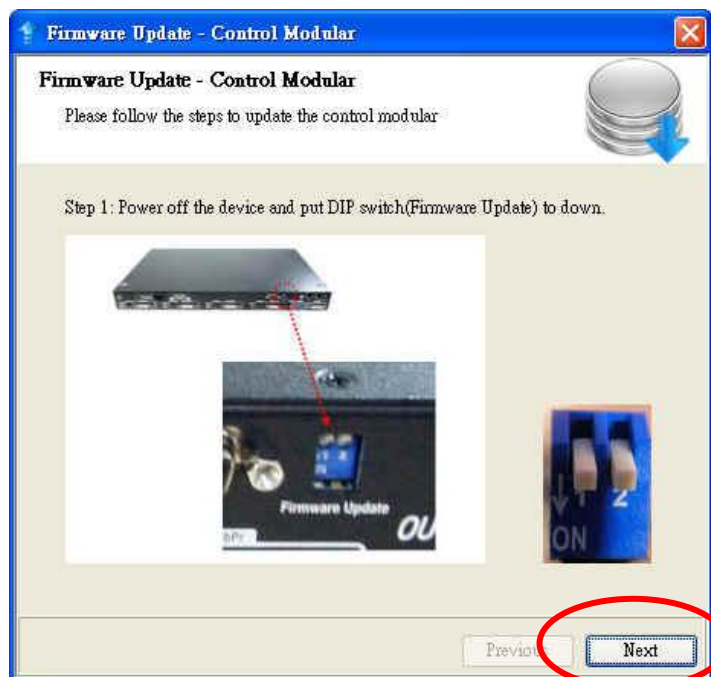 Firmware Update - Control Modular
Firmware Update - Control Modular
Please follow the steps to update the control modular
Step 1: Power off the device and put DIP switch(Firmware Update) to down.
1 2
Firmware Update
OU
1 2
ON
Previous
Next